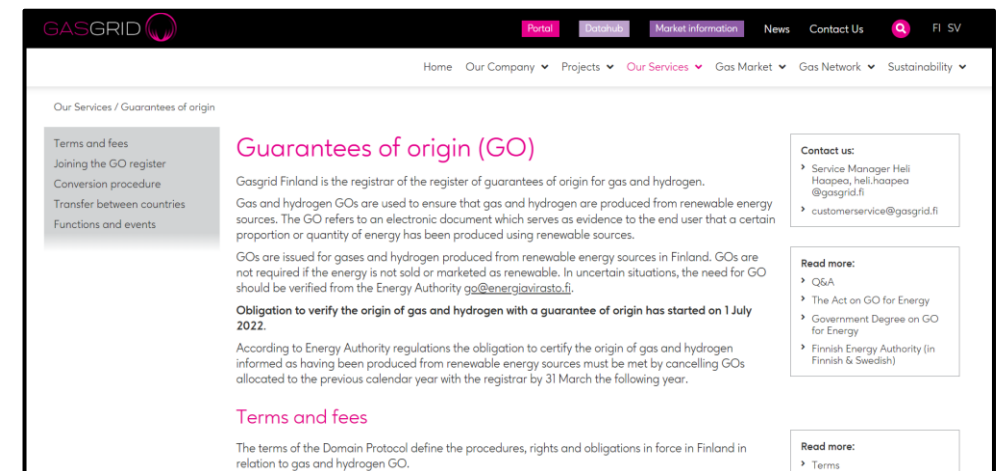 GASGRID
Portal Datahub Market information News Contact Us FI SV
Home Our Company Projects Our Services Gas Market Gas Network Sustainability
Our Services / Guarantees of origin
Terms and fees
Joining the GO register
Conversion procedure
Transfer between countries
Functions and events
Guarantees of origin (GO)
Gasgrid Finland is the registrar of the register of guarantees of origin for gas and hydrogen.
Gas and hydrogen GOs are used to ensure that gas and hydrogen are produced from renewable energy
sources. The GO refers to an electronic document which serves as evidence to the end user that a certain
proportion or quantity of energy has been produced using renewable sources.
GOs are issued for gases and hydrogen produced from renewable energy sources in Finland. GOs are
not required if the energy is not sold or marketed as renewable. In uncertain situations, the need for GO
should be verified from the Energy Authority go@energiavirasto.fi.
Obligation to verify the origin of gas and hydrogen with a guarantee of origin has started on 1 July
2022.
According to Energy Authority regulations the obligation to certify the origin of gas and hydrogen
informed as having been produced from renewable energy sources must be met by cancelling GOs
allocated to the previous calendar year with the registrar by 31 March the following year.
Terms and fees
The terms of the Domain Protocol define the procedures, rights and obligations in force in Finland in
relation to gas and hydrogen GO.
Contact us:
Service Manager Heli
Haapea, heli.haapea
@gasgrid.fi
customerservice@gasgrid.fi
Read more:
Q&A
The Act on GO for Energy
Government Degree on GO
for Energy
Finnish Energy Authority (in
Finnish & Swedish)
Read more:
Terms